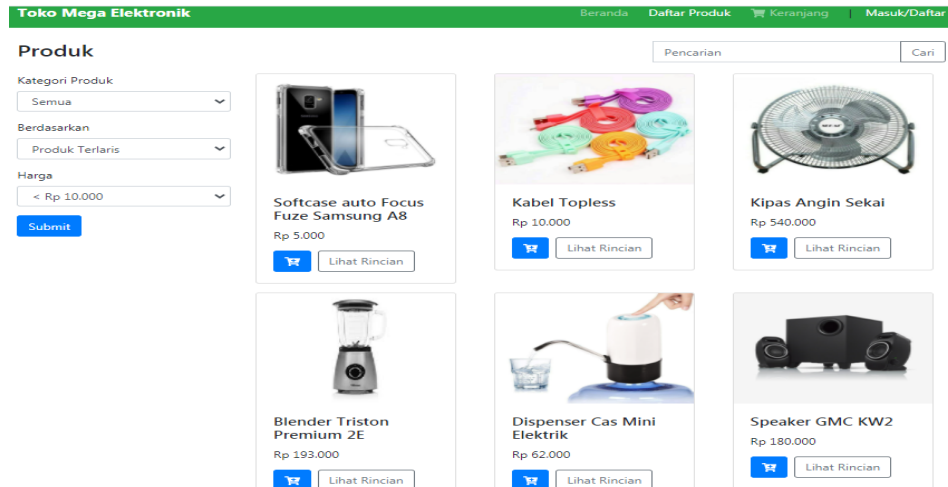 Toko Mega Elektronik
Beranda Daftar Produk Keranjang | Masuk/Daftar
Produk
Pencarian Cari
Kategori Produk
Semua
Berdasarkan
Produk Terlaris
Harga
< Rp 10.000
Submit
Softcase auto Focus
Fuze Samsung A8
Rp 5.000
Lihat Rincian
Kabel Topless
Rp 10.000
Lihat Rincian
Kipas Angin Sekai
Rp 540.000
Lihat Rincian
Blender Triston
Premium 2E
Rp 193.000
Lihat Rincian
Dispenser Cas Mini
Elektrik
Rp 62.000
Lihat Rincian
Speaker GMC KW2
Rp 180.000
Lihat Rincian